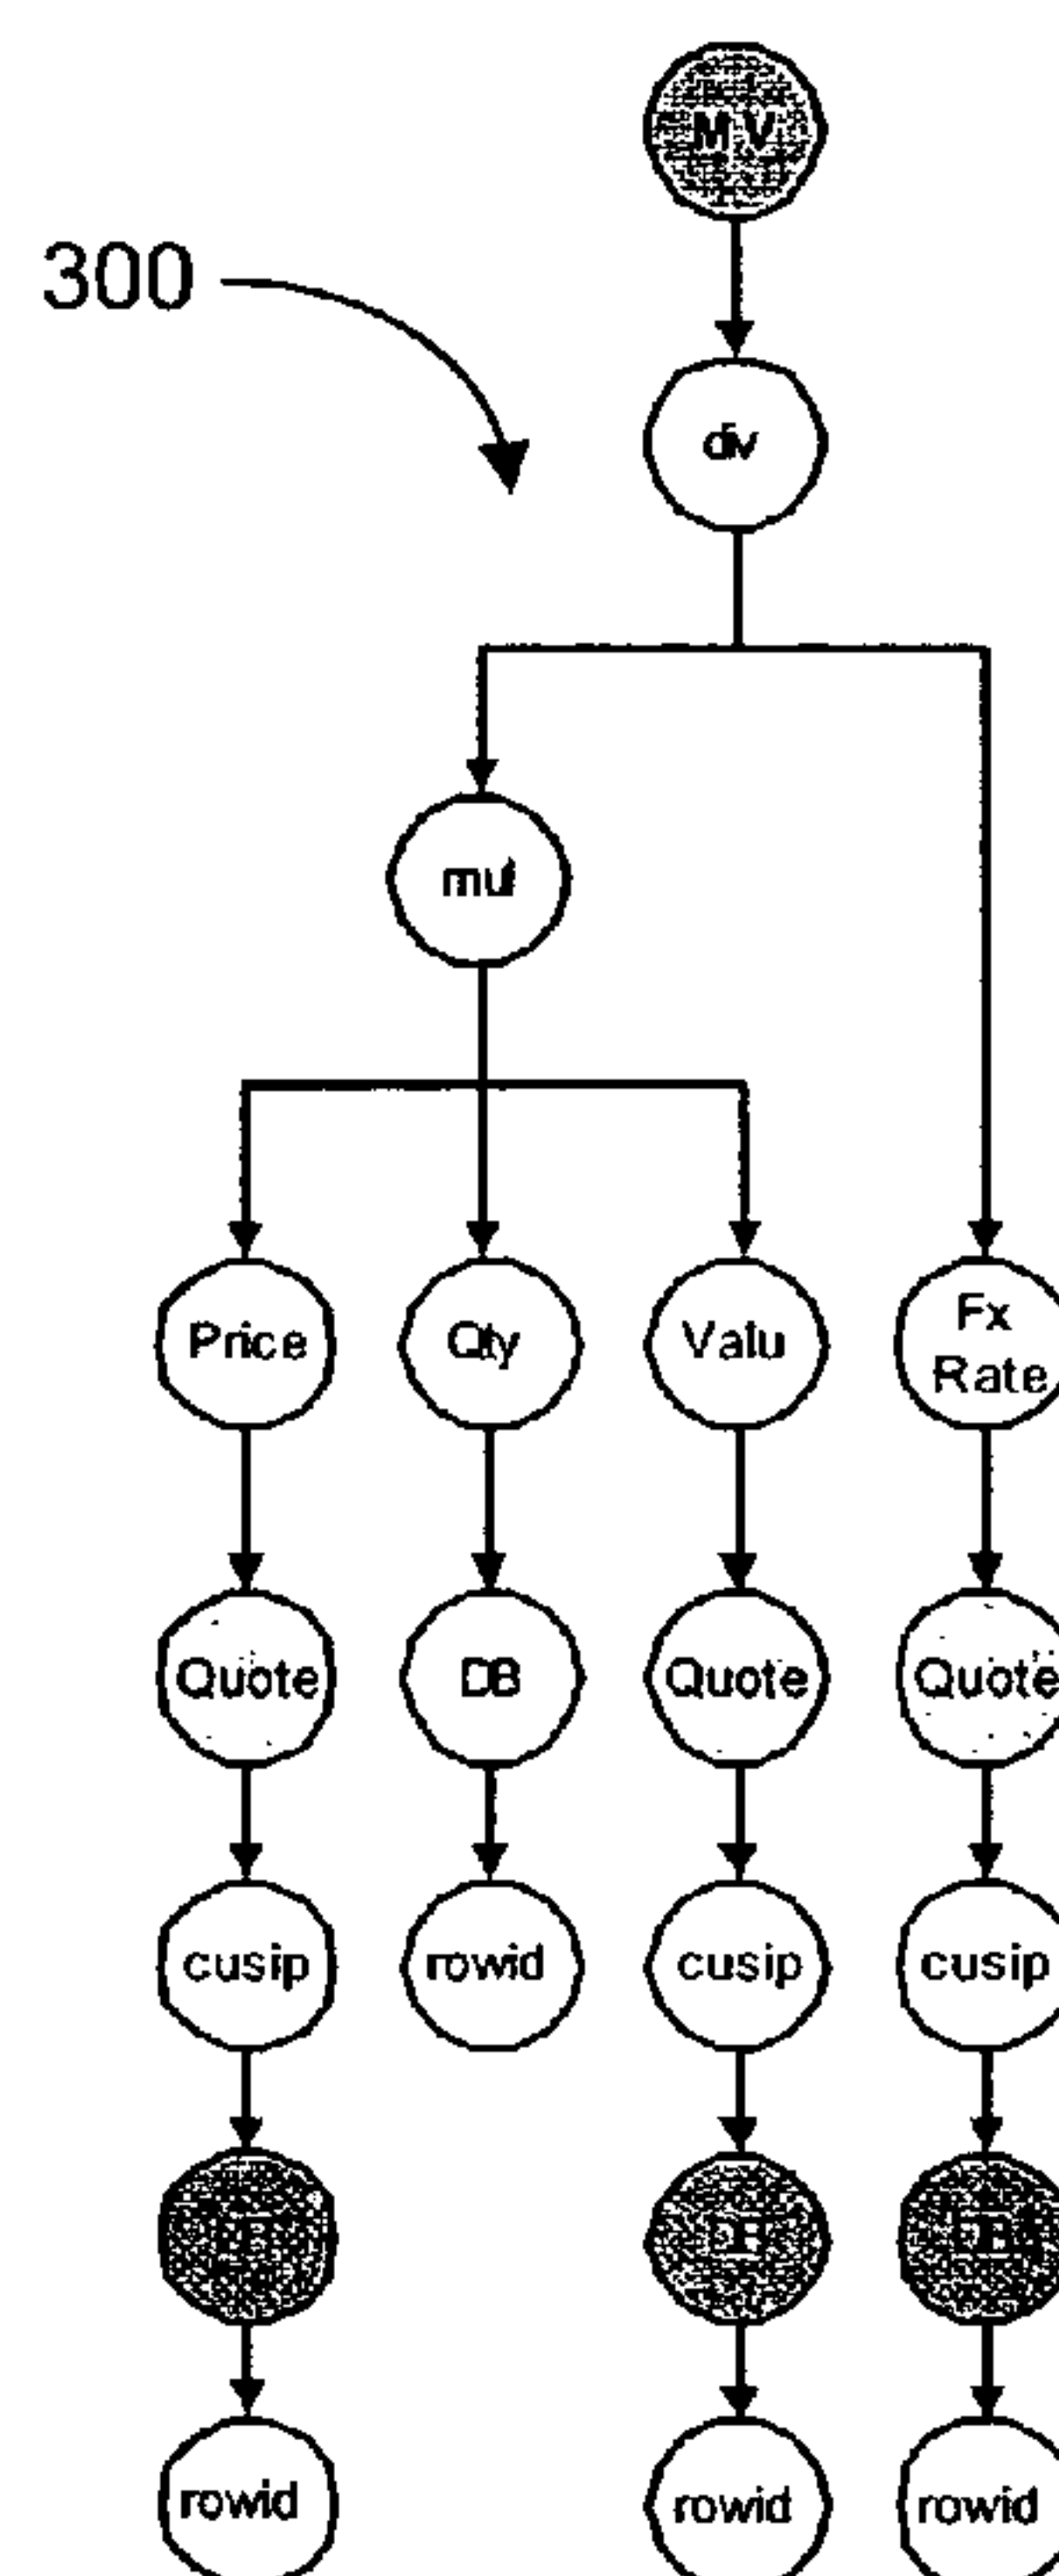 MV
300
div
mul
Price Qty Valu Fx
Rate
Quote DB Quote Quote
cusip rowid cusip cusip
DB DB DB
rowid rowid rowid